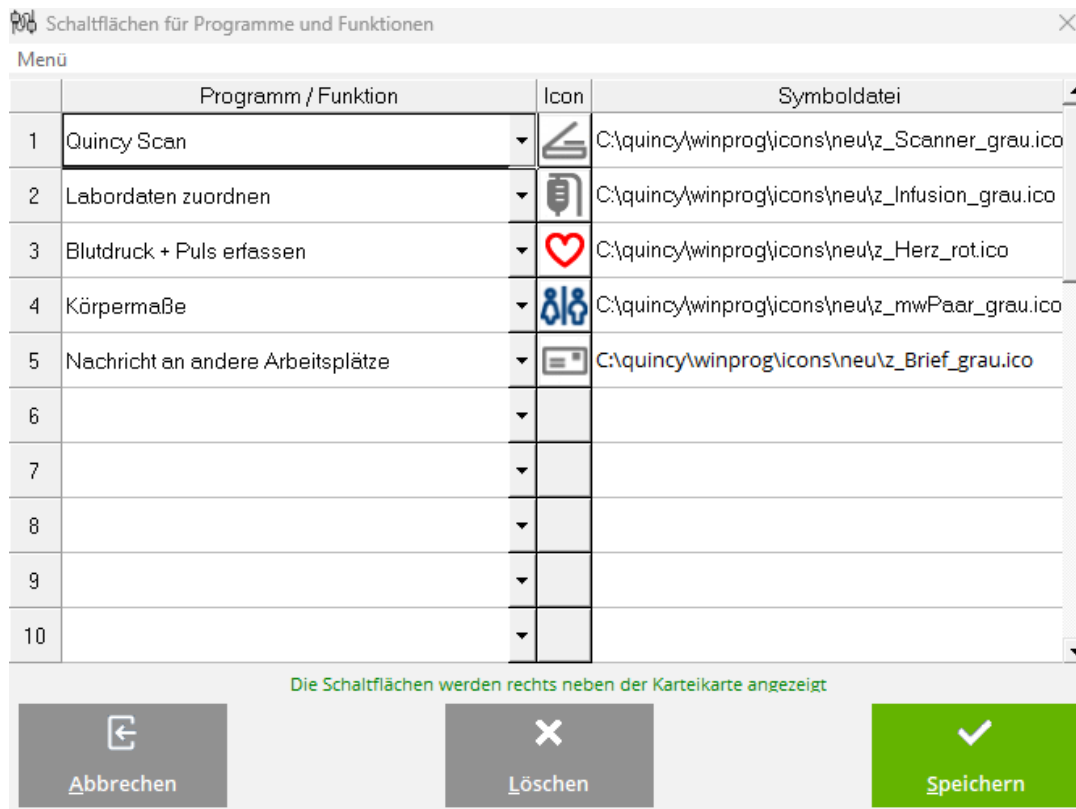 Schaltflächen für Programme und Funktionen
Menü
Programm / Funktion Icon Symboldatei
1 Quincy Scan C:\quincy\winprog\icons\neu\z_Scanner_grau.ico
2 Labordaten zuordnen C:\quincy\winprog\icons\neu\z_Infusion_grau.ico
3 Blutdruck + Puls erfassen C:\quincy\winprog\icons\neu\z_Herz_rot.ico
4 Körpermaße C:\quincy\winprog\icons\neu\z_mwPaar_grau.ico
5 Nachricht an andere Arbeitsplätze C:\quincy\winprog\icons\neu\z_Brief_grau.ico
6
7
8
9
10
Die Schaltflächen werden rechts neben der Karteikarte angezeigt
Abbrechen Löschen Speichern